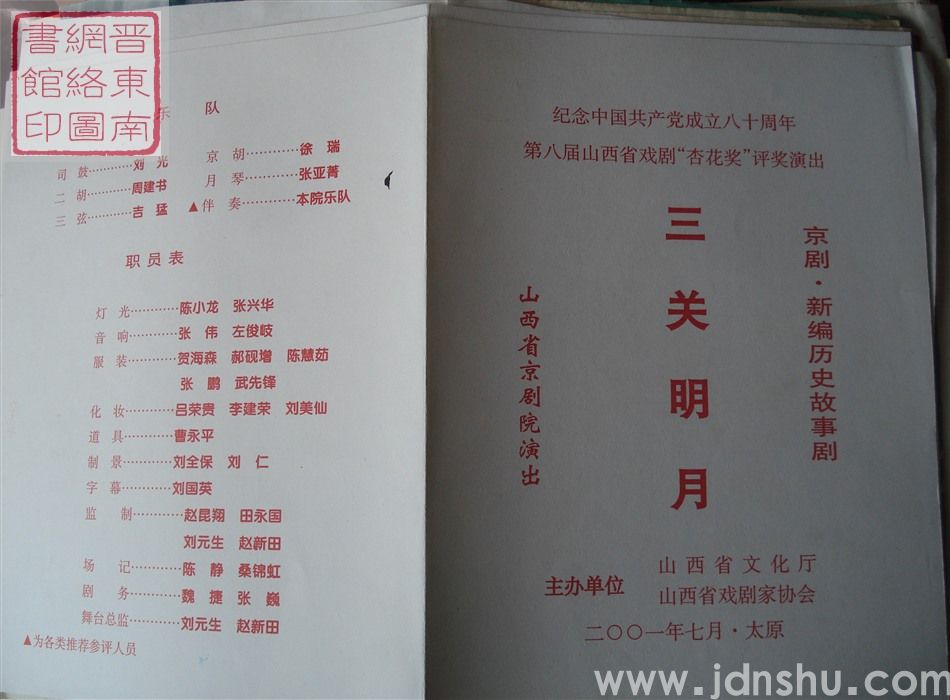 晋东南
網絡圖
書館印
乐 队
司鼓………刘 光 京胡………徐 瑞
二胡………周建书 月琴………张亚菁
三弦………吉 猛 ▲伴奏………本院乐队
职员表
灯 光………陈小龙 张兴华
音 响………张 伟 左俊岐
服 装………贺海森 郝砚增 陈慧茹
张 鹏 武先锋
化 妆………吕荣贵 李建荣 刘美仙
道 具………曹永平
制 景………刘全保 刘 仁
字 幕………刘国英
监 制………赵昆翔 田永国
刘元生 赵新田
场 记………陈 静 桑锦虹
剧 务………魏 捷 张 巍
舞台总监………刘元生 赵新田
▲为各类推荐参评人员
纪念中国共产党成立八十周年
第八届山西省戏剧“杏花奖”评奖演出
京剧·新编历史故事剧
三关明月
山西省京剧院演出
主办单位
山西省文化厅
山西省戏剧家协会
二〇〇一年七月·太原
www.jdnshu.com